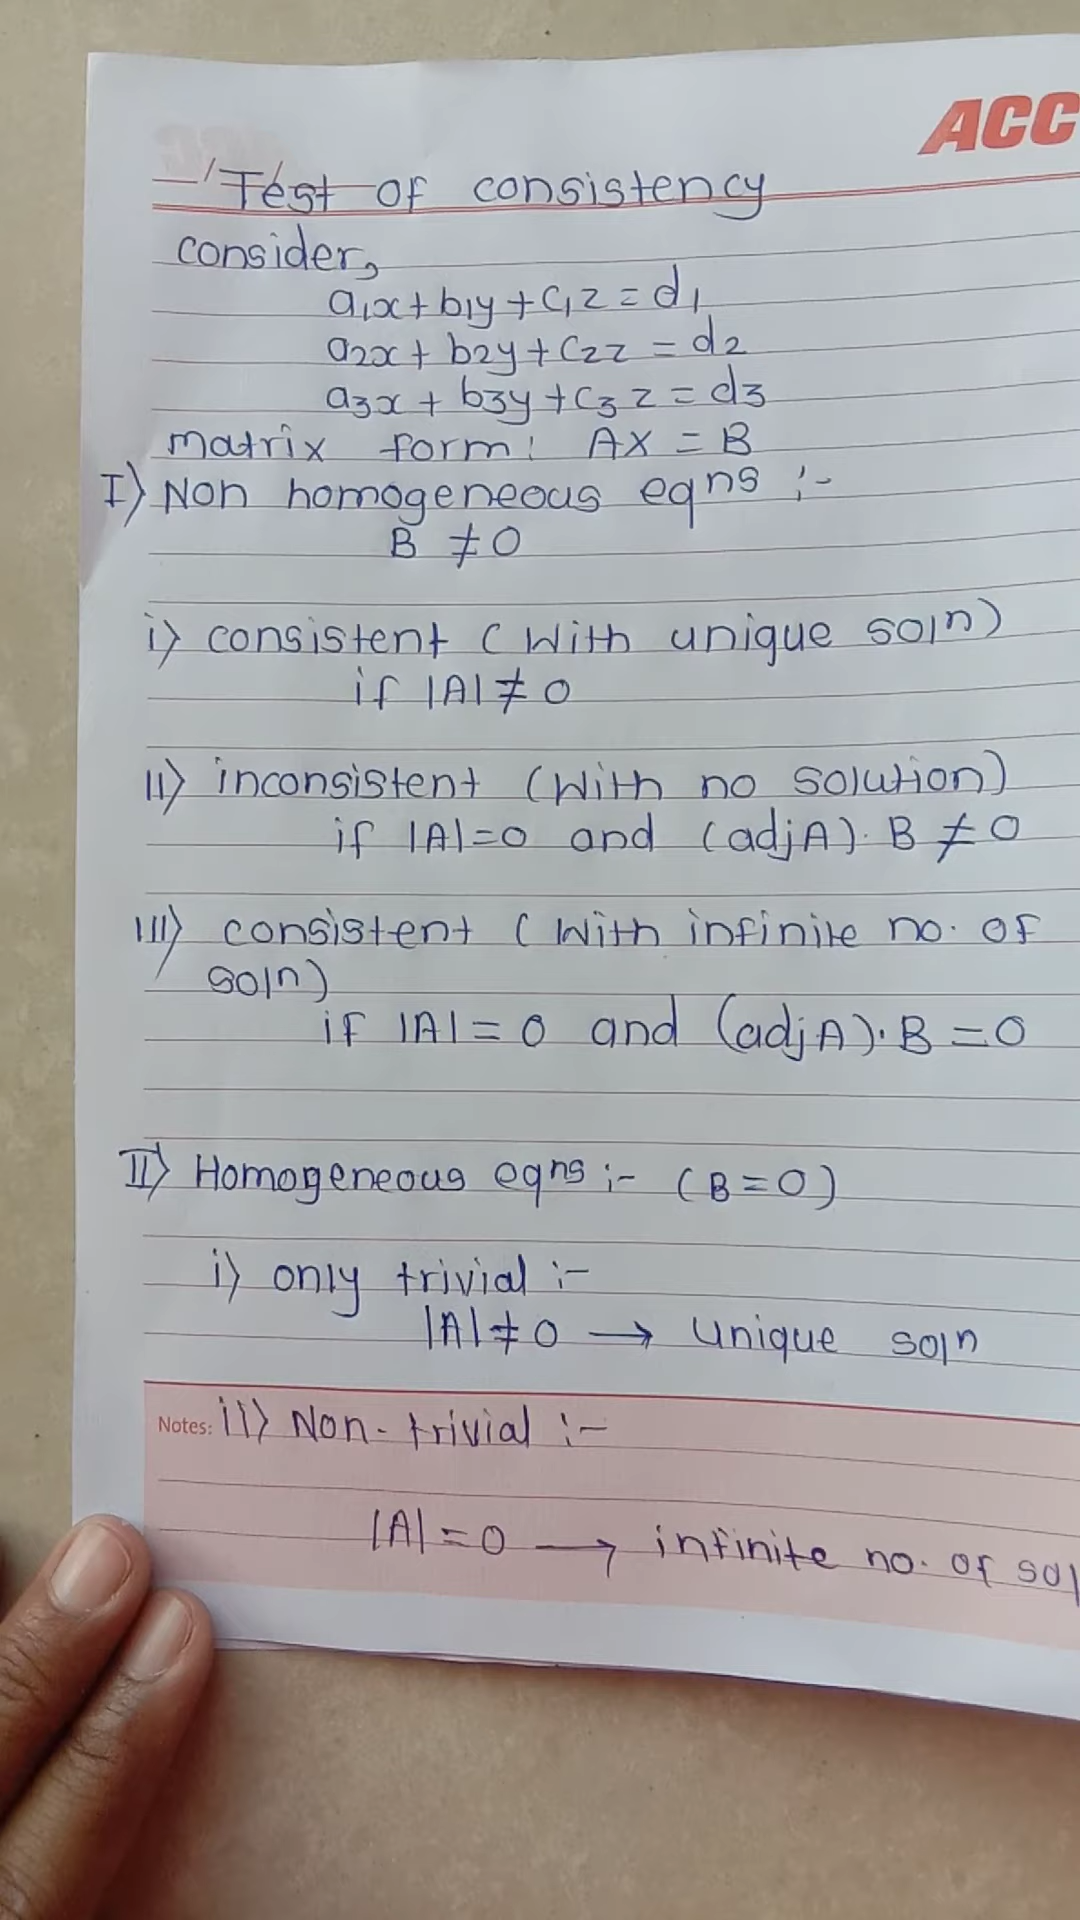 ACC
Test of consistency
consider,
a1x + b1y + c1z = d1
a2x + b2y + c2z = d2
a3x + b3y + c3z = d3
matrix form: AX = B
I) Non homogeneous eqns :-
B ≠ 0
i) consistent (With unique soln)
if |A| ≠ 0
ii) inconsistent (With no solution)
if |A|=0 and (adjA). B ≠ 0
iii) consistent (With infinite no. of
soln)
if |A| = 0 and (adjA). B = 0
II) Homogeneous eqns :- (B=0)
i) only trivial :-
|A| ≠ 0 → unique soln
Notes: ii) Non-trivial :-
|A| = 0 → infinite no. of sol